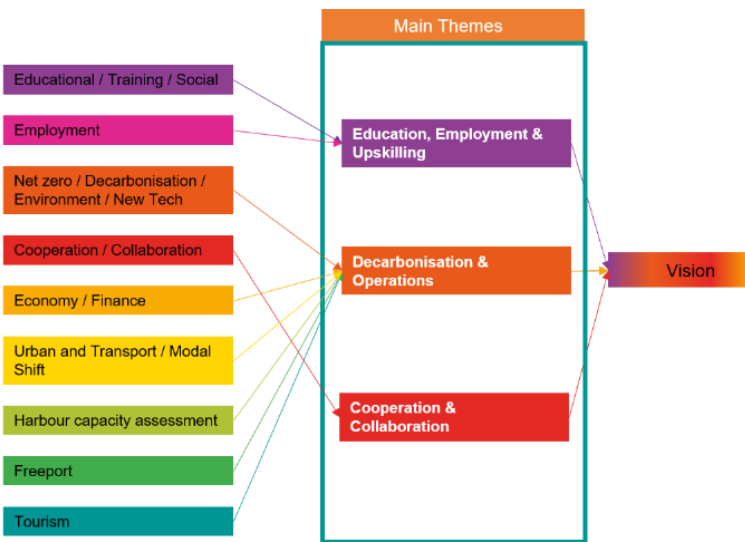 Main Themes
Educational / Training / Social
Employment
Net zero / Decarbonisation /
Environment / New Tech
Cooperation / Collaboration
Economy / Finance
Urban and Transport / Modal
Shift
Harbour capacity assessment
Freeport
Tourism
Education, Employment &
Upskilling
Decarbonisation &
Operations
Cooperation &
Collaboration
Vision